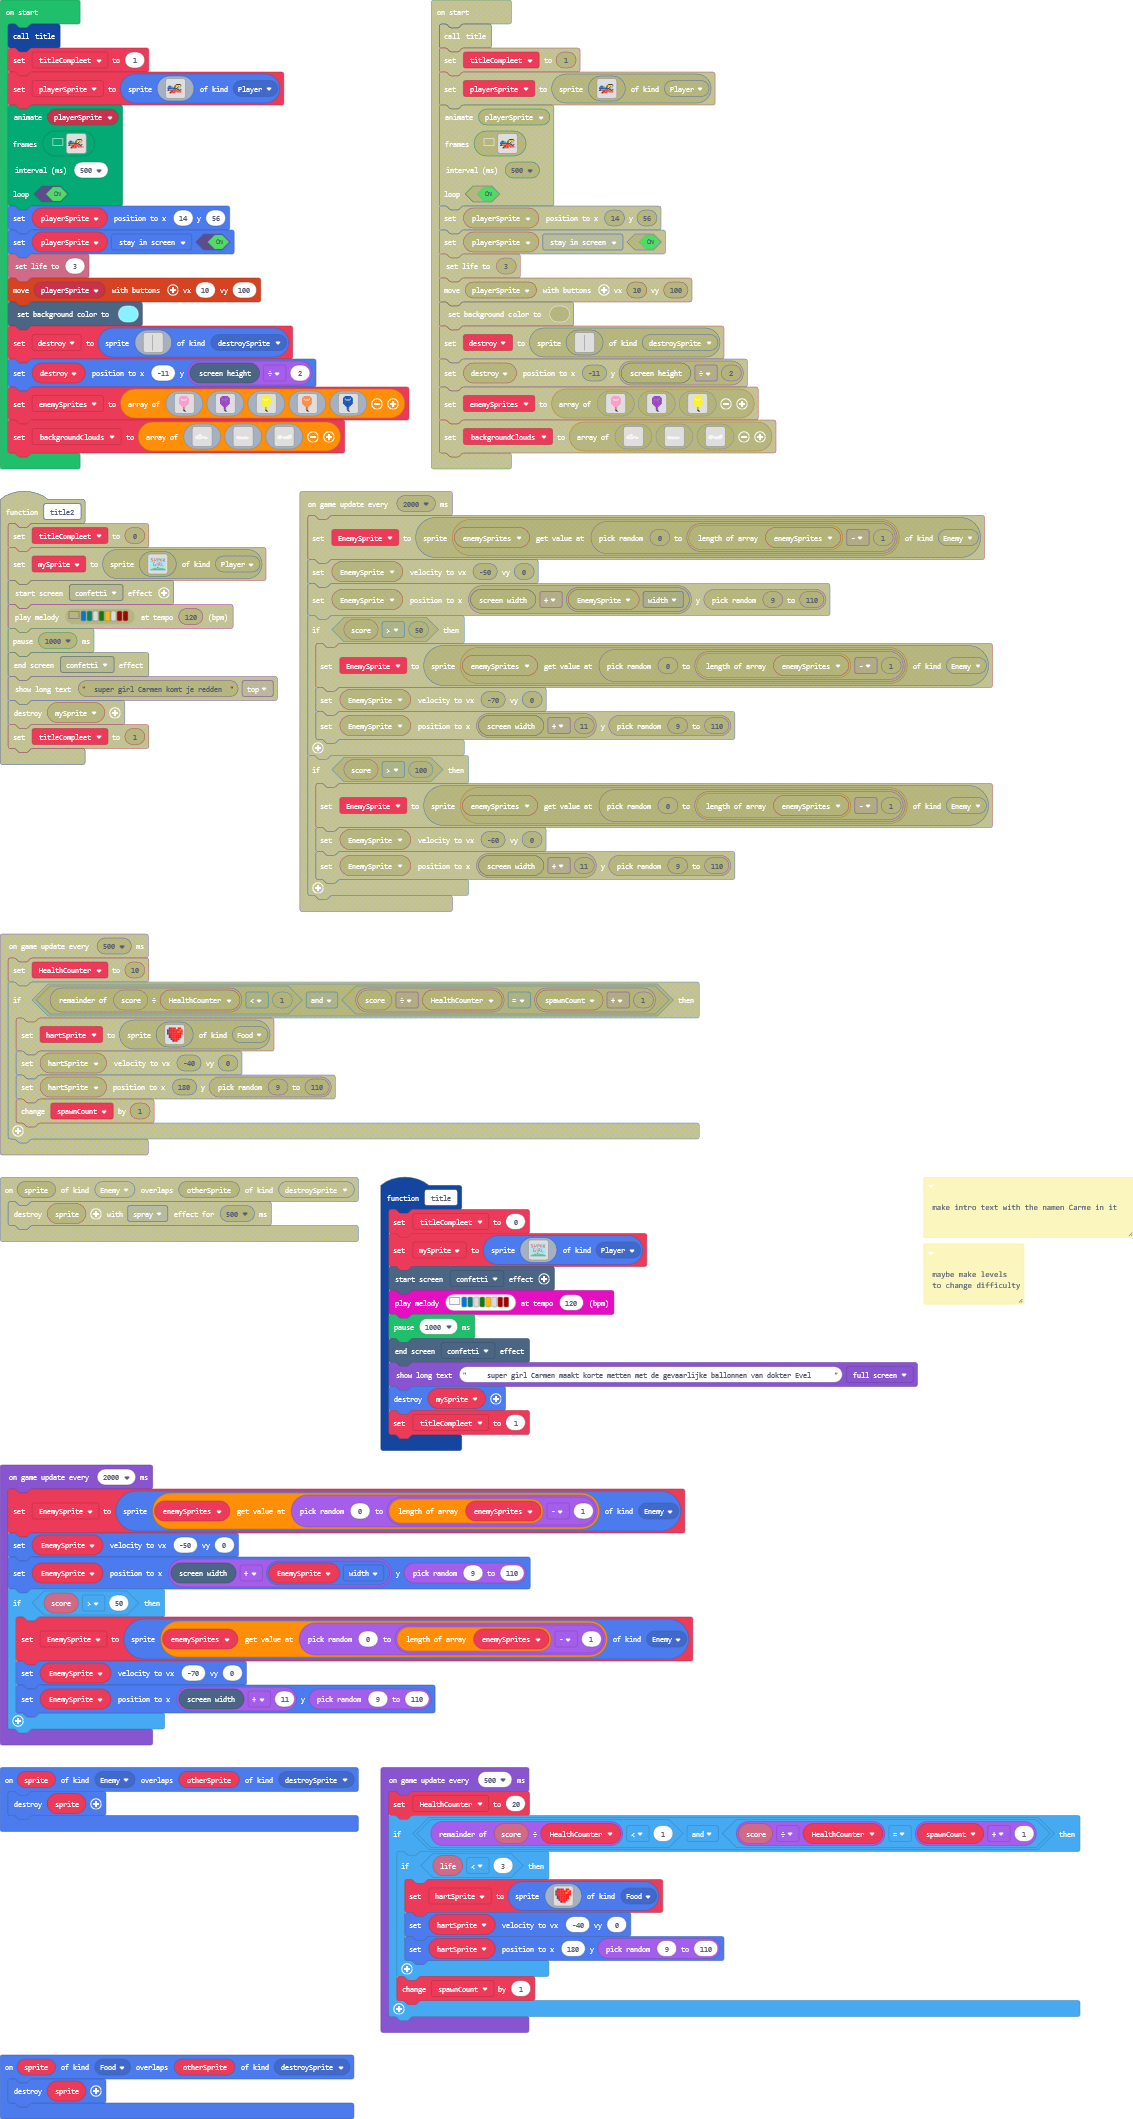 on start
call title
set titleCompleet to 1
set playerSprite to sprite of kind Player
animate playerSprite
frames
interval (ms) 500
loop ON
set playerSprite position to x 14 y 56
set playerSprite stay in screen ON
set life to 3
move playerSprite with buttons vx 10 vy 100
set background color to
set destroy to sprite of kind destroySprite
set destroy position to x -11 y screen height ÷ 2
set enemySprites to array of
set backgroundClouds to array of
on start
call title
set titleCompleet to 1
set playerSprite to sprite of kind Player
animate playerSprite
frames
interval (ms) 500
loop ON
set playerSprite position to x 14 y 56
set playerSprite stay in screen ON
set life to 3
move playerSprite with buttons vx 10 vy 100
set background color to
set destroy to sprite of kind destroySprite
set destroy position to x -11 y screen height ÷ 2
set enemySprites to array of
set backgroundClouds to array of
function title2
set titleCompleet to 0
set mySprite to sprite of kind Player
start screen confetti effect
play melody at tempo 120 (bpm)
pause 1000 ms
end screen confetti effect
show long text " super girl Carmen komt je redden " top
destroy mySprite
set titleCompleet to 1
on game update every 2000 ms
set EnemySprite to sprite enemySprites get value at pick random 0 to length of array enemySprites - 1 of kind Enemy
set EnemySprite velocity to vx -50 vy 0
set EnemySprite position to x screen width + EnemySprite width y pick random 9 to 110
if score > 50 then
set EnemySprite to sprite enemySprites get value at pick random 0 to length of array enemySprites - 1 of kind Enemy
set EnemySprite velocity to vx -70 vy 0
set EnemySprite position to x screen width + 11 y pick random 9 to 110
if score > 100 then
set EnemySprite to sprite enemySprites get value at pick random 0 to length of array enemySprites - 1 of kind Enemy
set EnemySprite velocity to vx -60 vy 0
set EnemySprite position to x screen width + 11 y pick random 9 to 110
on game update every 500 ms
set HealthCounter to 10
if remainder of score ÷ HealthCounter < 1 and score ÷ HealthCounter = spawnCount + 1 then
set hartSprite to sprite of kind Food
set hartSprite velocity to vx -40 vy 0
set hartSprite position to x 180 y pick random 9 to 110
change spawnCount by 1
on sprite of kind Enemy overlaps otherSprite of kind destroySprite
destroy sprite with spray effect for 500 ms
function title
set titleCompleet to 0
set mySprite to sprite of kind Player
start screen confetti effect
play melody at tempo 120 (bpm)
pause 1000 ms
end screen confetti effect
show long text " super girl Carmen maakt korte metten met de gevaarlijke ballonnen van dokter Evel " full screen
destroy mySprite
set titleCompleet to 1
make intro text with the namen Carme in it
maybe make levels
to change difficulty
on game update every 2000 ms
set EnemySprite to sprite enemySprites get value at pick random 0 to length of array enemySprites - 1 of kind Enemy
set EnemySprite velocity to vx -50 vy 0
set EnemySprite position to x screen width + EnemySprite width y pick random 9 to 110
if score > 50 then
set EnemySprite to sprite enemySprites get value at pick random 0 to length of array enemySprites - 1 of kind Enemy
set EnemySprite velocity to vx -70 vy 0
set EnemySprite position to x screen width + 11 y pick random 9 to 110
on sprite of kind Enemy overlaps otherSprite of kind destroySprite
destroy sprite
on game update every 500 ms
set HealthCounter to 20
if remainder of score ÷ HealthCounter < 1 and score ÷ HealthCounter = spawnCount + 1 then
if life < 3 then
set hartSprite to sprite of kind Food
set hartSprite velocity to vx -40 vy 0
set hartSprite position to x 180 y pick random 9 to 110
change spawnCount by 1
on sprite of kind Food overlaps otherSprite of kind destroySprite
destroy sprite